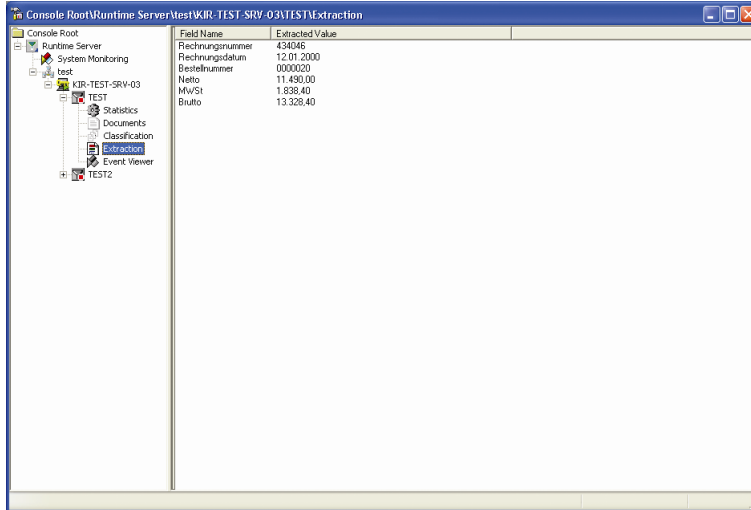 Console Root\Runtime Server\test\KIR-TEST-SRV-03\TEST\Extraction
Console Root
Runtime Server
System Monitoring
test
KIR-TEST-SRV-03
TEST
Statistics
Documents
Classification
Extraction
Event Viewer
TEST2
Field Name Extracted Value
Rechnungsnummer 434046
Rechnungsdatum 12.01.2000
Bestellnummer 0000020
Netto 11.490,00
MWSt 1.838,40
Brutto 13.328,40